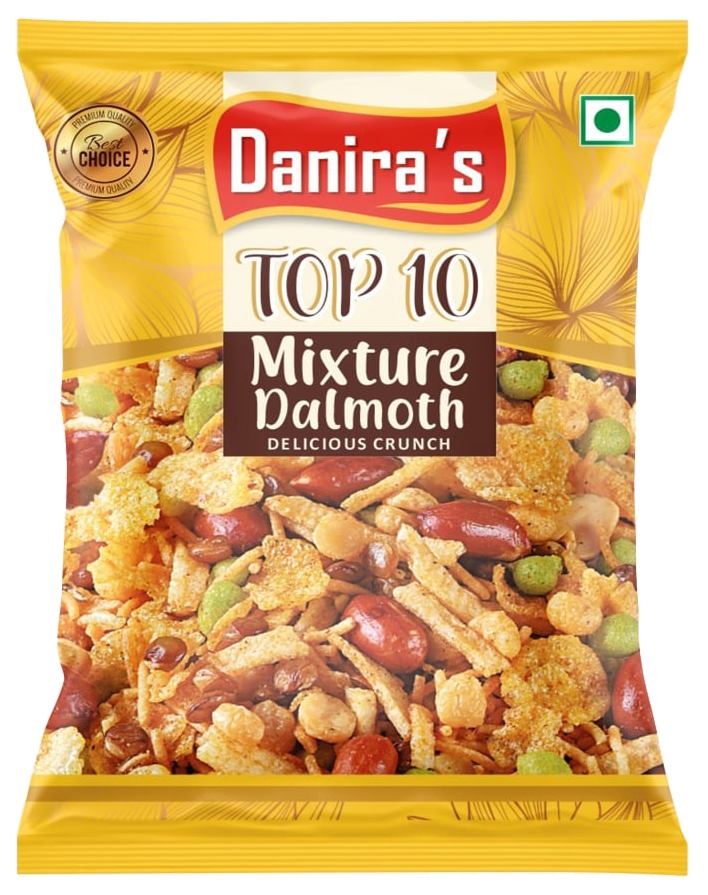 PREMIUM QUALITY
Best
CHOICE
PREMIUM QUALITY
Danira's
TOP 10
Mixture
Dalmoth
DELICIOUS CRUNCH